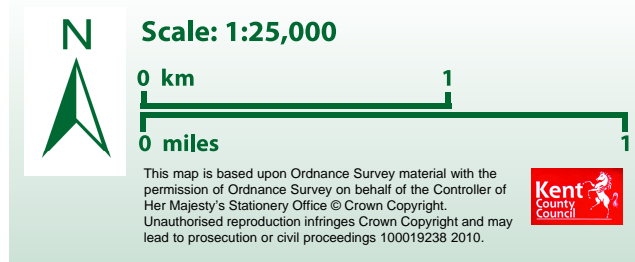 N
Scale: 1:25,000
0 km 1
0 miles 1
This map is based upon Ordnance Survey material with the
permission of Ordnance Survey on behalf of the Controller of
Her Majesty's Stationery Office © Crown Copyright.
Unauthorised reproduction infringes Crown Copyright and may
lead to prosecution or civil proceedings 100019238 2010.
Kent
County
Council